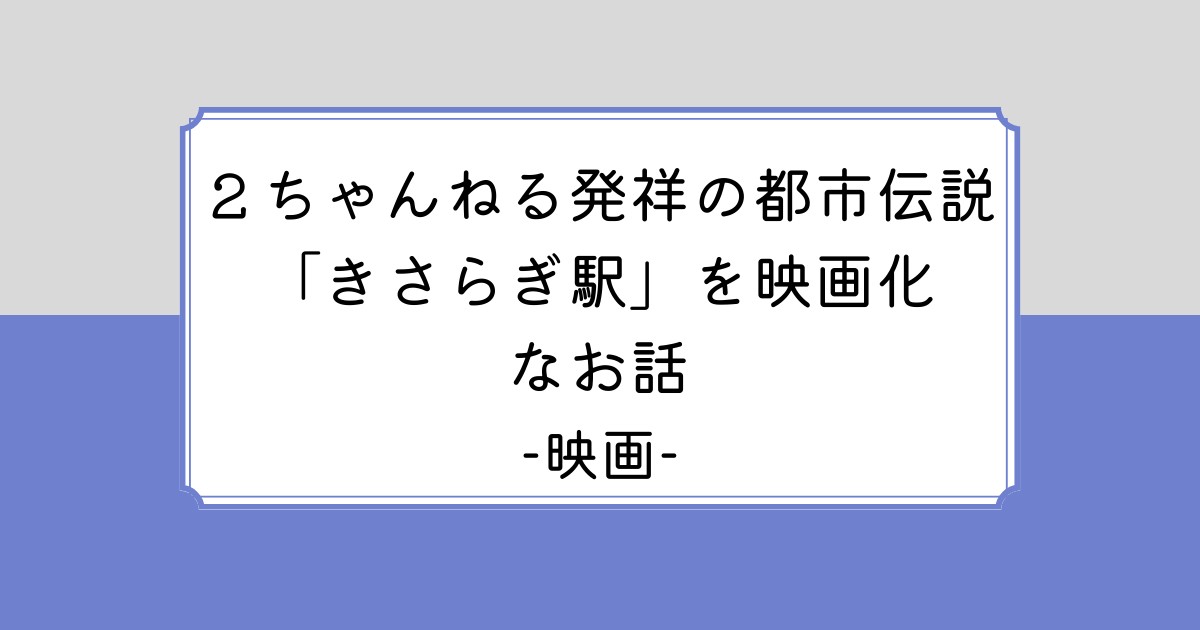 ２ちゃんねる発祥の都市伝説
「きさらぎ駅」を映画化
なお話
-映画-